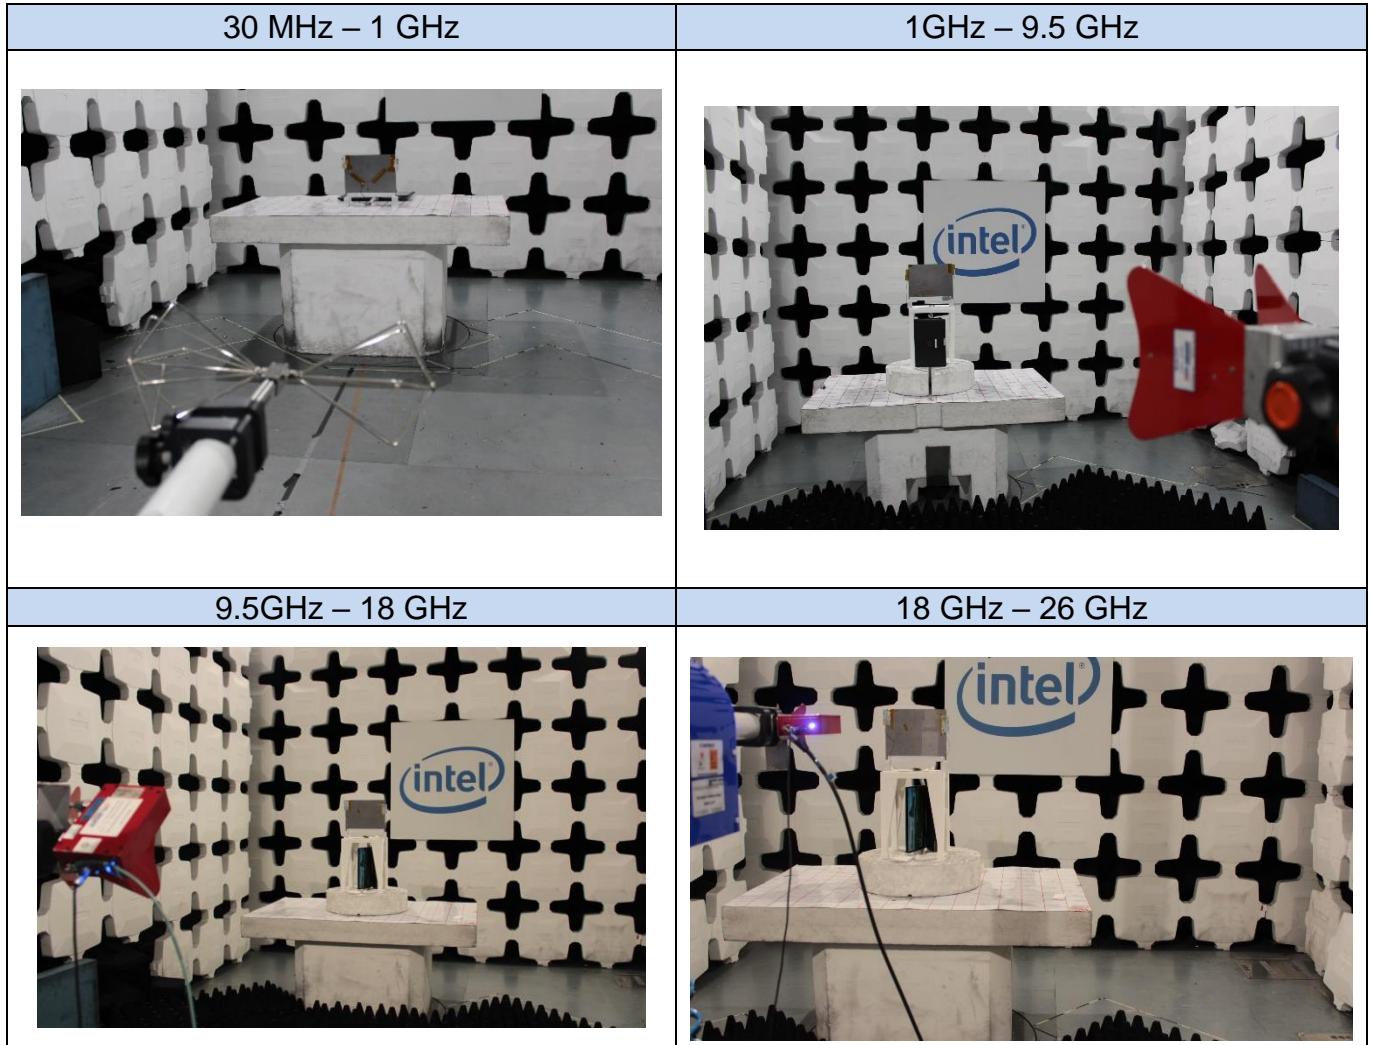 30 MHz – 1 GHz
1GHz – 9.5 GHz
intel
9.5GHz – 18 GHz
18 GHz – 26 GHz
intel
intel®